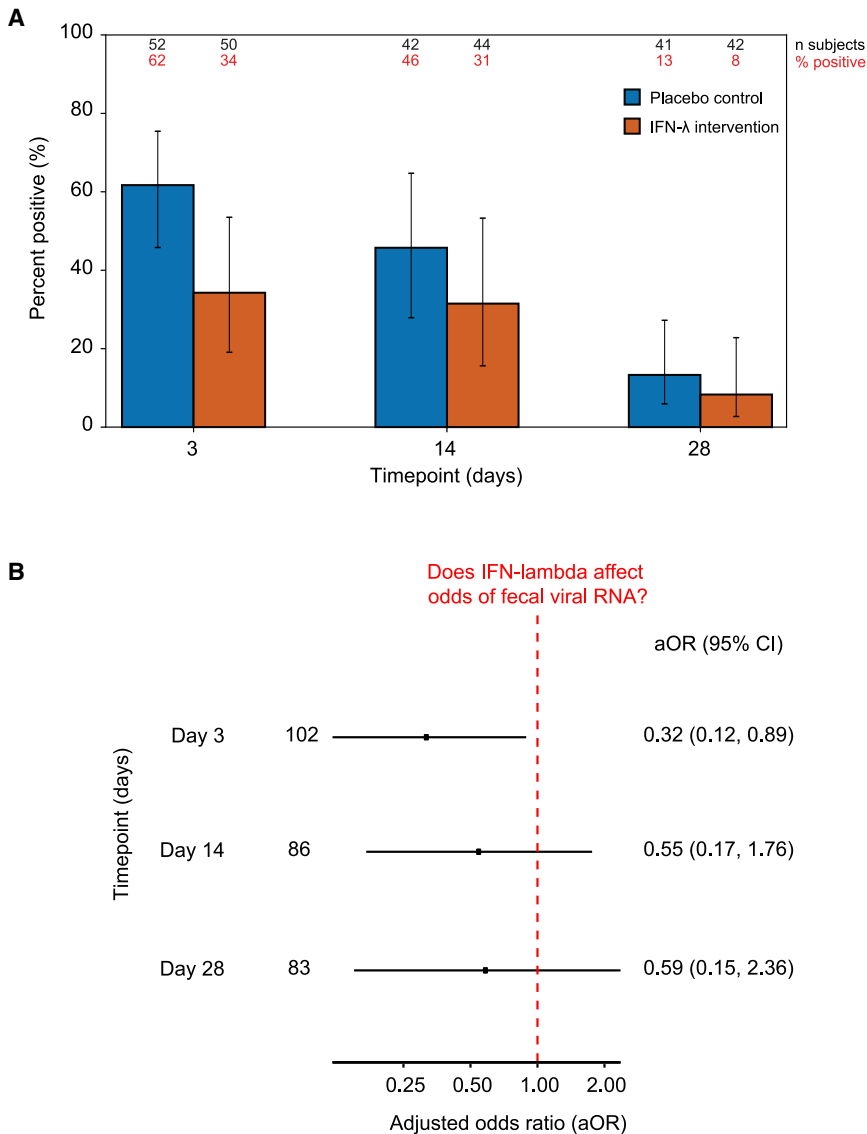 A
100
80
60
40
20
0
Percent positive (%)
52 50 42 44 41 42 n subjects
62 34 46 31 13 8 % positive
Placebo control
IFN-λ intervention
3 14 28
Timepoint (days)
B
Does IFN-lambda affect
odds of fecal viral RNA?
aOR (95% CI)
Timepoint (days)
Day 3 102 0.32 (0.12, 0.89)
Day 14 86 0.55 (0.17, 1.76)
Day 28 83 0.59 (0.15, 2.36)
0.25 0.50 1.00 2.00
Adjusted odds ratio (aOR)